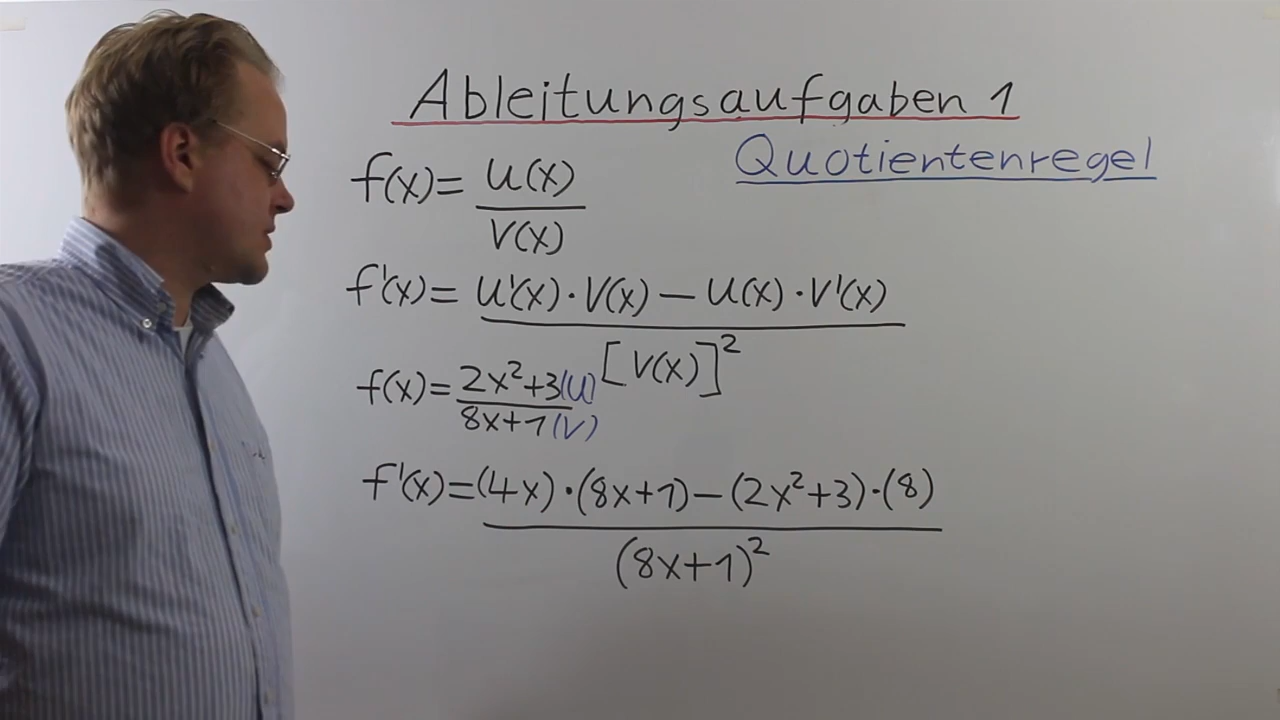 Ableitungsaufgaben 1
Quotientenregel
f(x)= u(x)
v(x)
f'(x)= u'(x)·v(x)−u(x)·v'(x)
[v(x)]²
f(x)= 2x²+3(u)
8x+1(v)
f'(x)=(4x)·(8x+1)−(2x²+3)·(8)
(8x+1)²